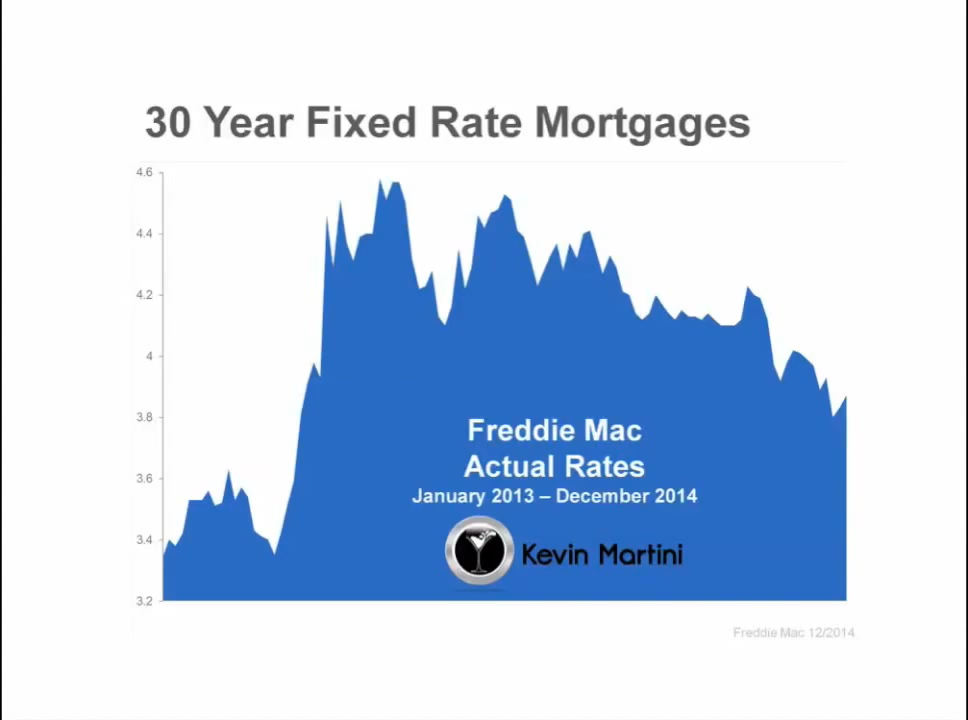 30 Year Fixed Rate Mortgages
4.6
4.4
4.2
4
3.8
3.6
3.4
3.2
Freddie Mac
Actual Rates
January 2013 – December 2014
Kevin Martini
Freddie Mac 12/2014